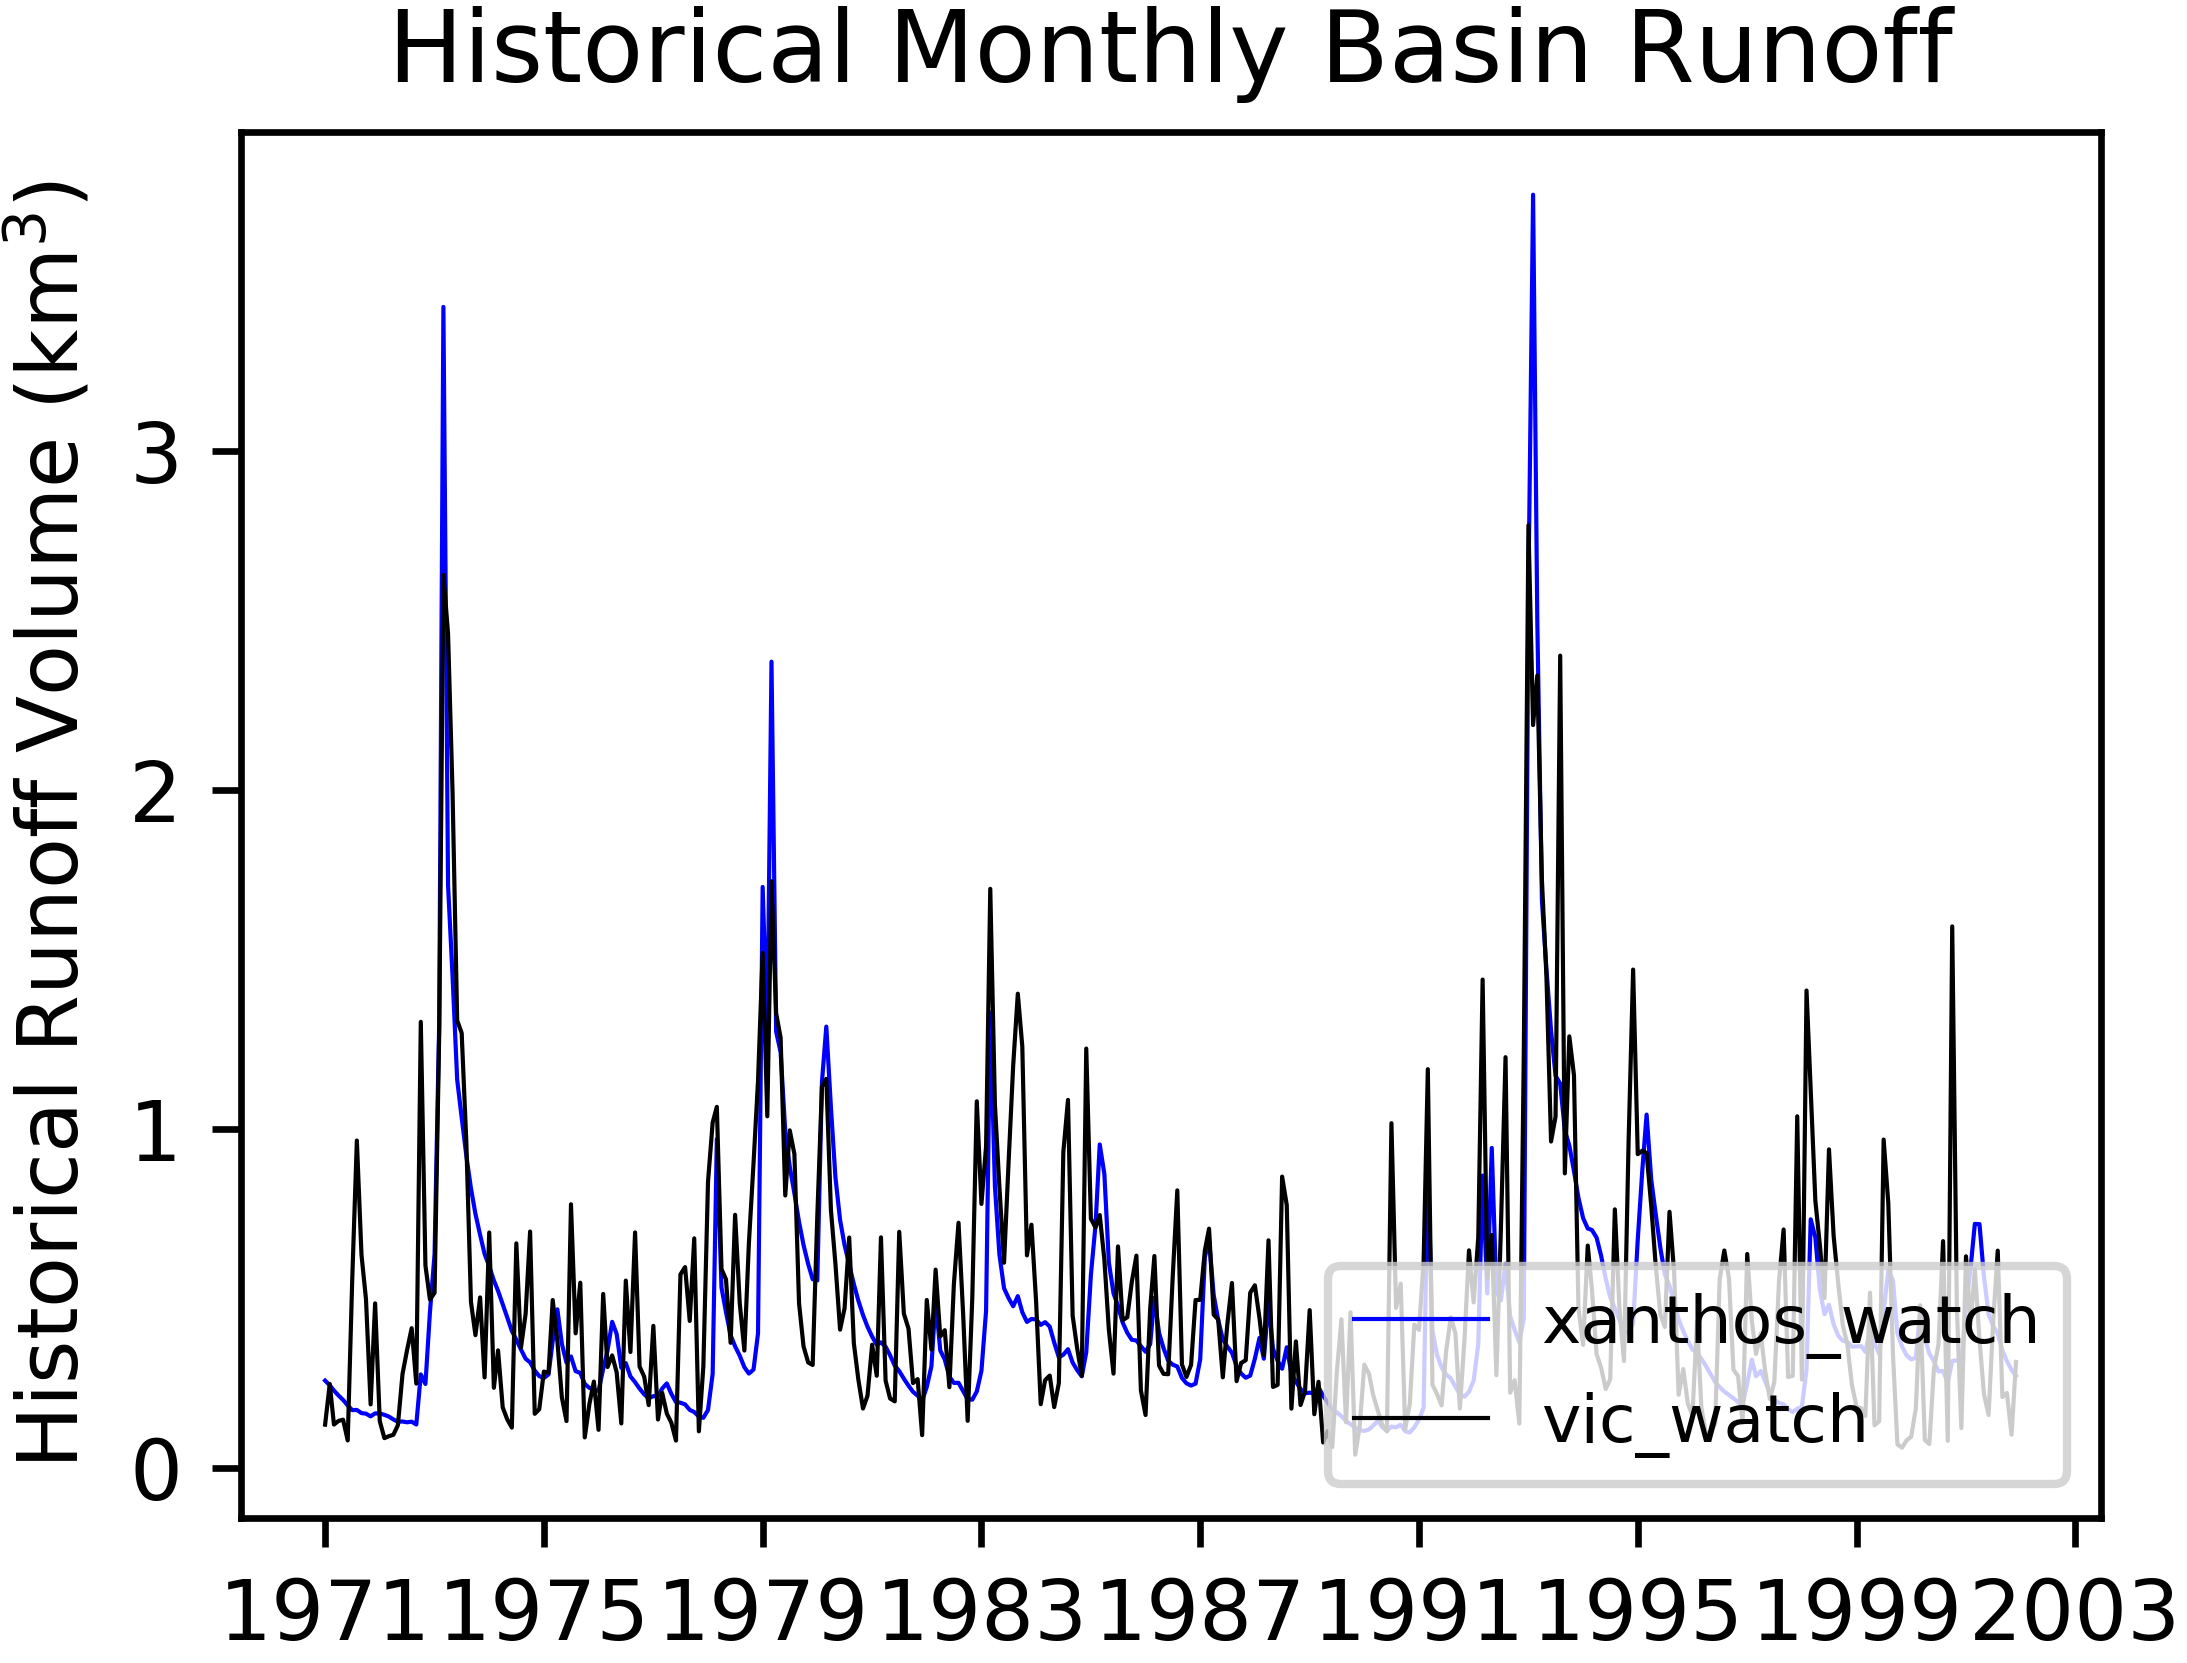 Historical Monthly Basin Runoff
Historical Runoff Volume (km³)
3
2
1
0
1971 1975 1979 1983 1987 1991 1995 1999 2003
xanthos_watch
vic_watch